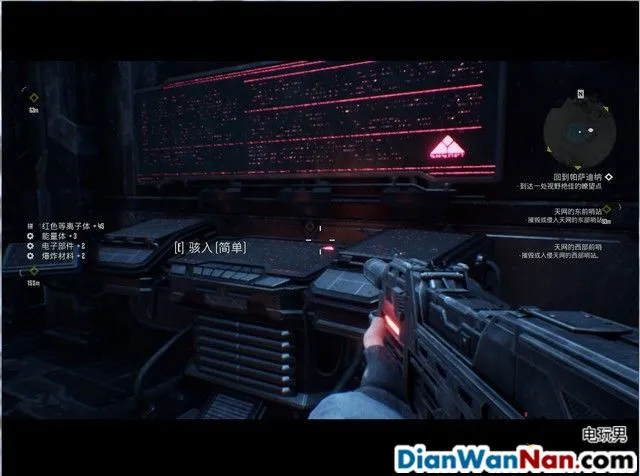 N
回到帕萨迪纳
-到达一处视野绝佳的瞭望点
天网的东前哨站
-摧毁或侵入天网的东部哨站。
天网的西部前哨
-摧毁或侵入天网的西部哨站。
红色等离子体 + 48
能量体 + 3
电子部件 + 2
爆炸材料 + 2
[E] 骇入 [简单]
电玩男
DianWanNan.com